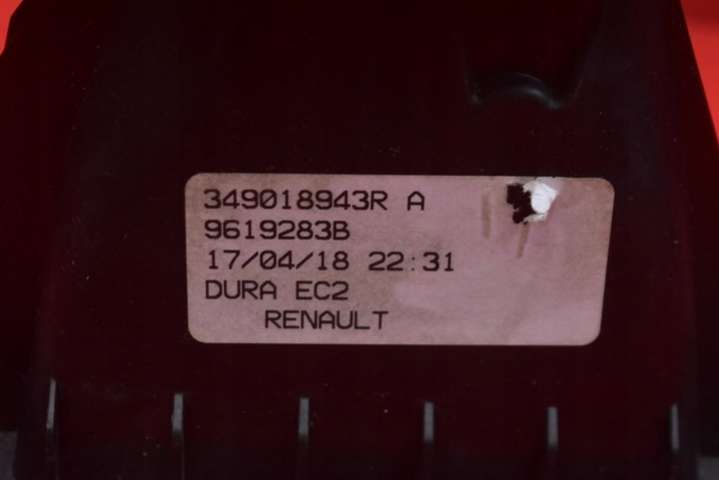 349018943R A
9619283B
17/04/18 22:31
DURA EC2
RENAULT